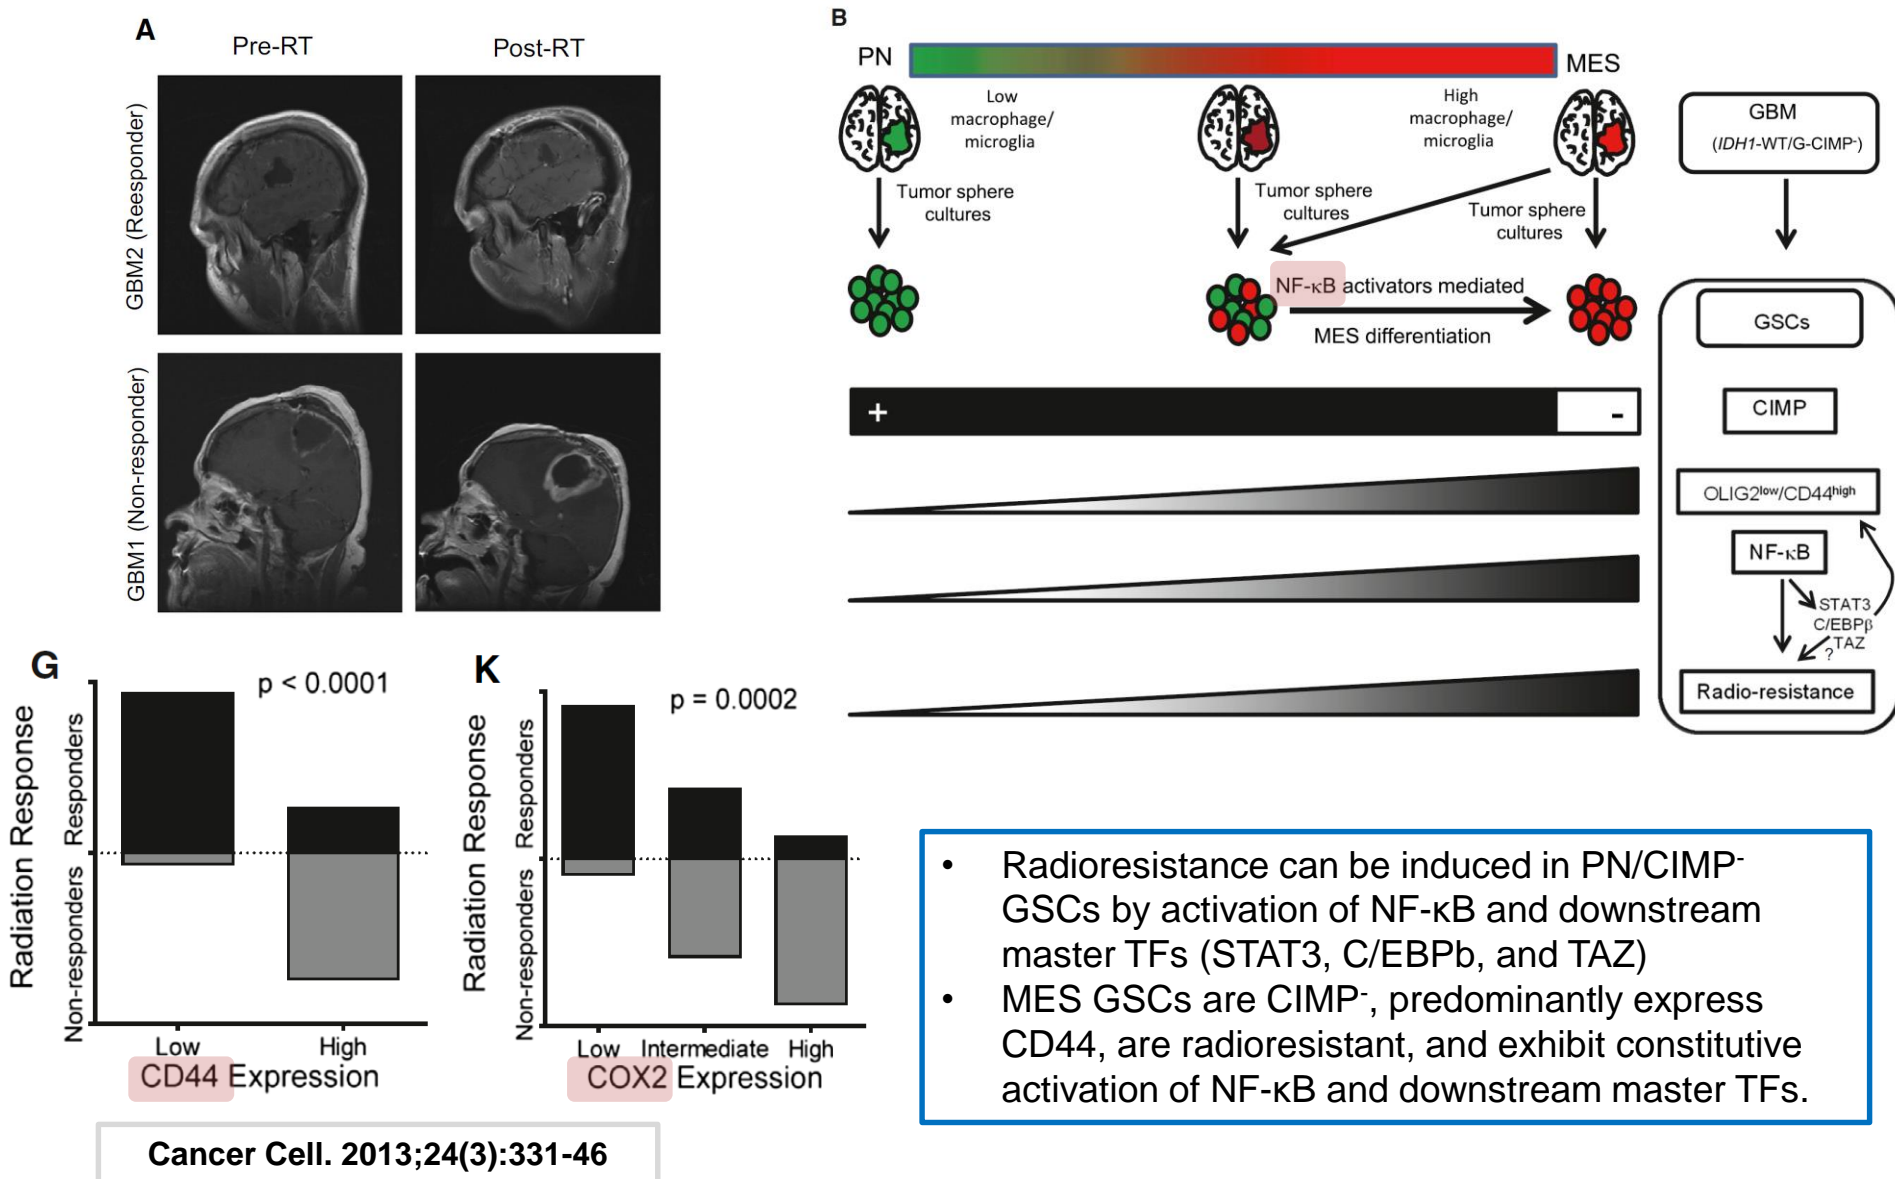 A
Pre-RT
Post-RT
GBM2 (Reesponder)
GBM1 (Non-responder)
B
PN
MES
Low
macrophage/
microglia
High
macrophage/
microglia
Tumor sphere
cultures
Tumor sphere
cultures
Tumor sphere
cultures
NF-κB activators mediated
MES differentiation
+
-
GBM
(IDH1-WT/G-CIMP-)
GSCs
CIMP
OLIG2low/CD44high
NF-κB
STAT3
C/EBPβ
TAZ
?
Radio-resistance
G
p < 0.0001
Radiation Response
Responders
Non-responders
Low
High
CD44 Expression
K
p = 0.0002
Radiation Response
Responders
Non-responders
Low
Intermediate
High
COX2 Expression
• Radioresistance can be induced in PN/CIMP-
GSCs by activation of NF-κB and downstream
master TFs (STAT3, C/EBPb, and TAZ)
• MES GSCs are CIMP-, predominantly express
CD44, are radioresistant, and exhibit constitutive
activation of NF-κB and downstream master TFs.
Cancer Cell. 2013;24(3):331-46